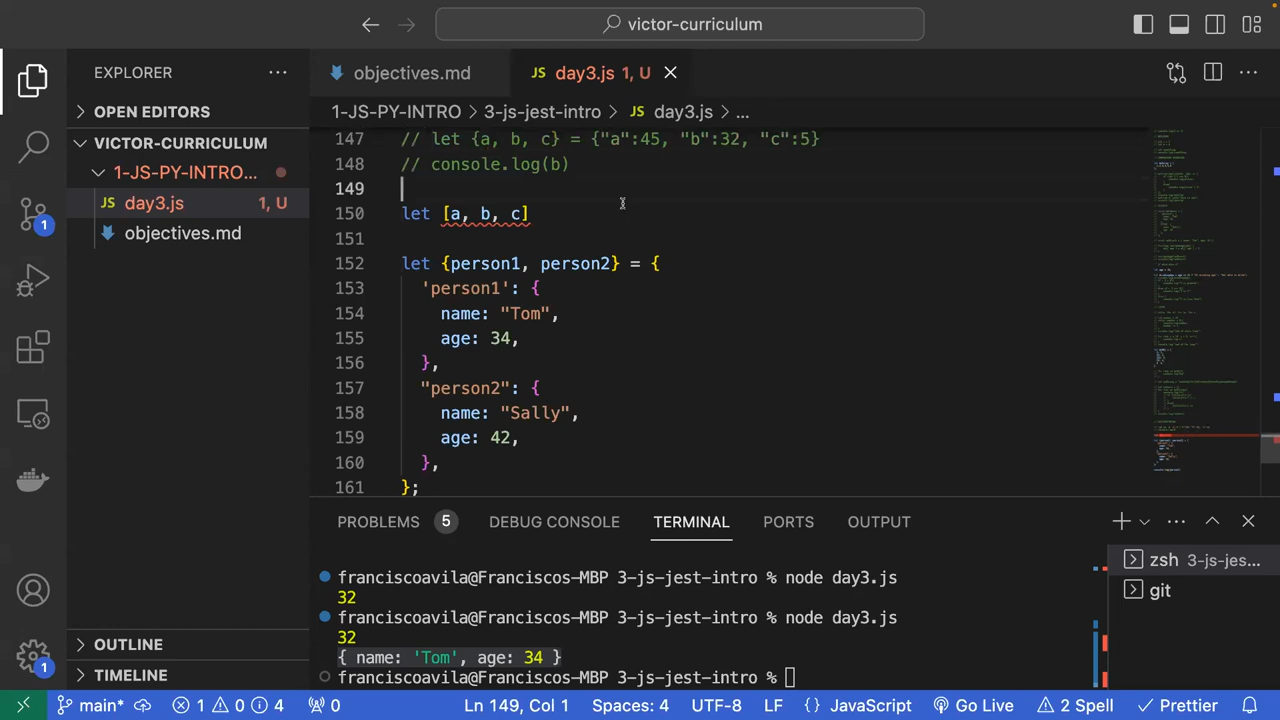 victor-curriculum
EXPLORER
objectives.md
JS day3.js 1, U
OPEN EDITORS
1-JS-PY-INTRO > 3-js-jest-intro > JS day3.js > ...
VICTOR-CURRICULUM
1-JS-PY-INTRO...
JS day3.js 1, U
objectives.md
147 // let {a, b, c} = {"a":45, "b":32, "c":5}
148 // console.log(b)
149
150 let [a, b, c]
151
152 let {person1, person2} = {
153 'person1': {
154 name: "Tom",
155 age: 34,
156 },
157 "person2": {
158 name: "Sally",
159 age: 42,
160 },
161 };
PROBLEMS 5 DEBUG CONSOLE TERMINAL PORTS OUTPUT
franciscoavila@Franciscos-MBP 3-js-jest-intro % node day3.js
32
franciscoavila@Franciscos-MBP 3-js-jest-intro % node day3.js
32
{ name: 'Tom', age: 34 }
franciscoavila@Franciscos-MBP 3-js-jest-intro %
zsh 3-js-jes...
git
1
1
OUTLINE
TIMELINE
main* 1 0 4 0 Ln 149, Col 1 Spaces: 4 UTF-8 LF {} JavaScript Go Live 2 Spell Prettier